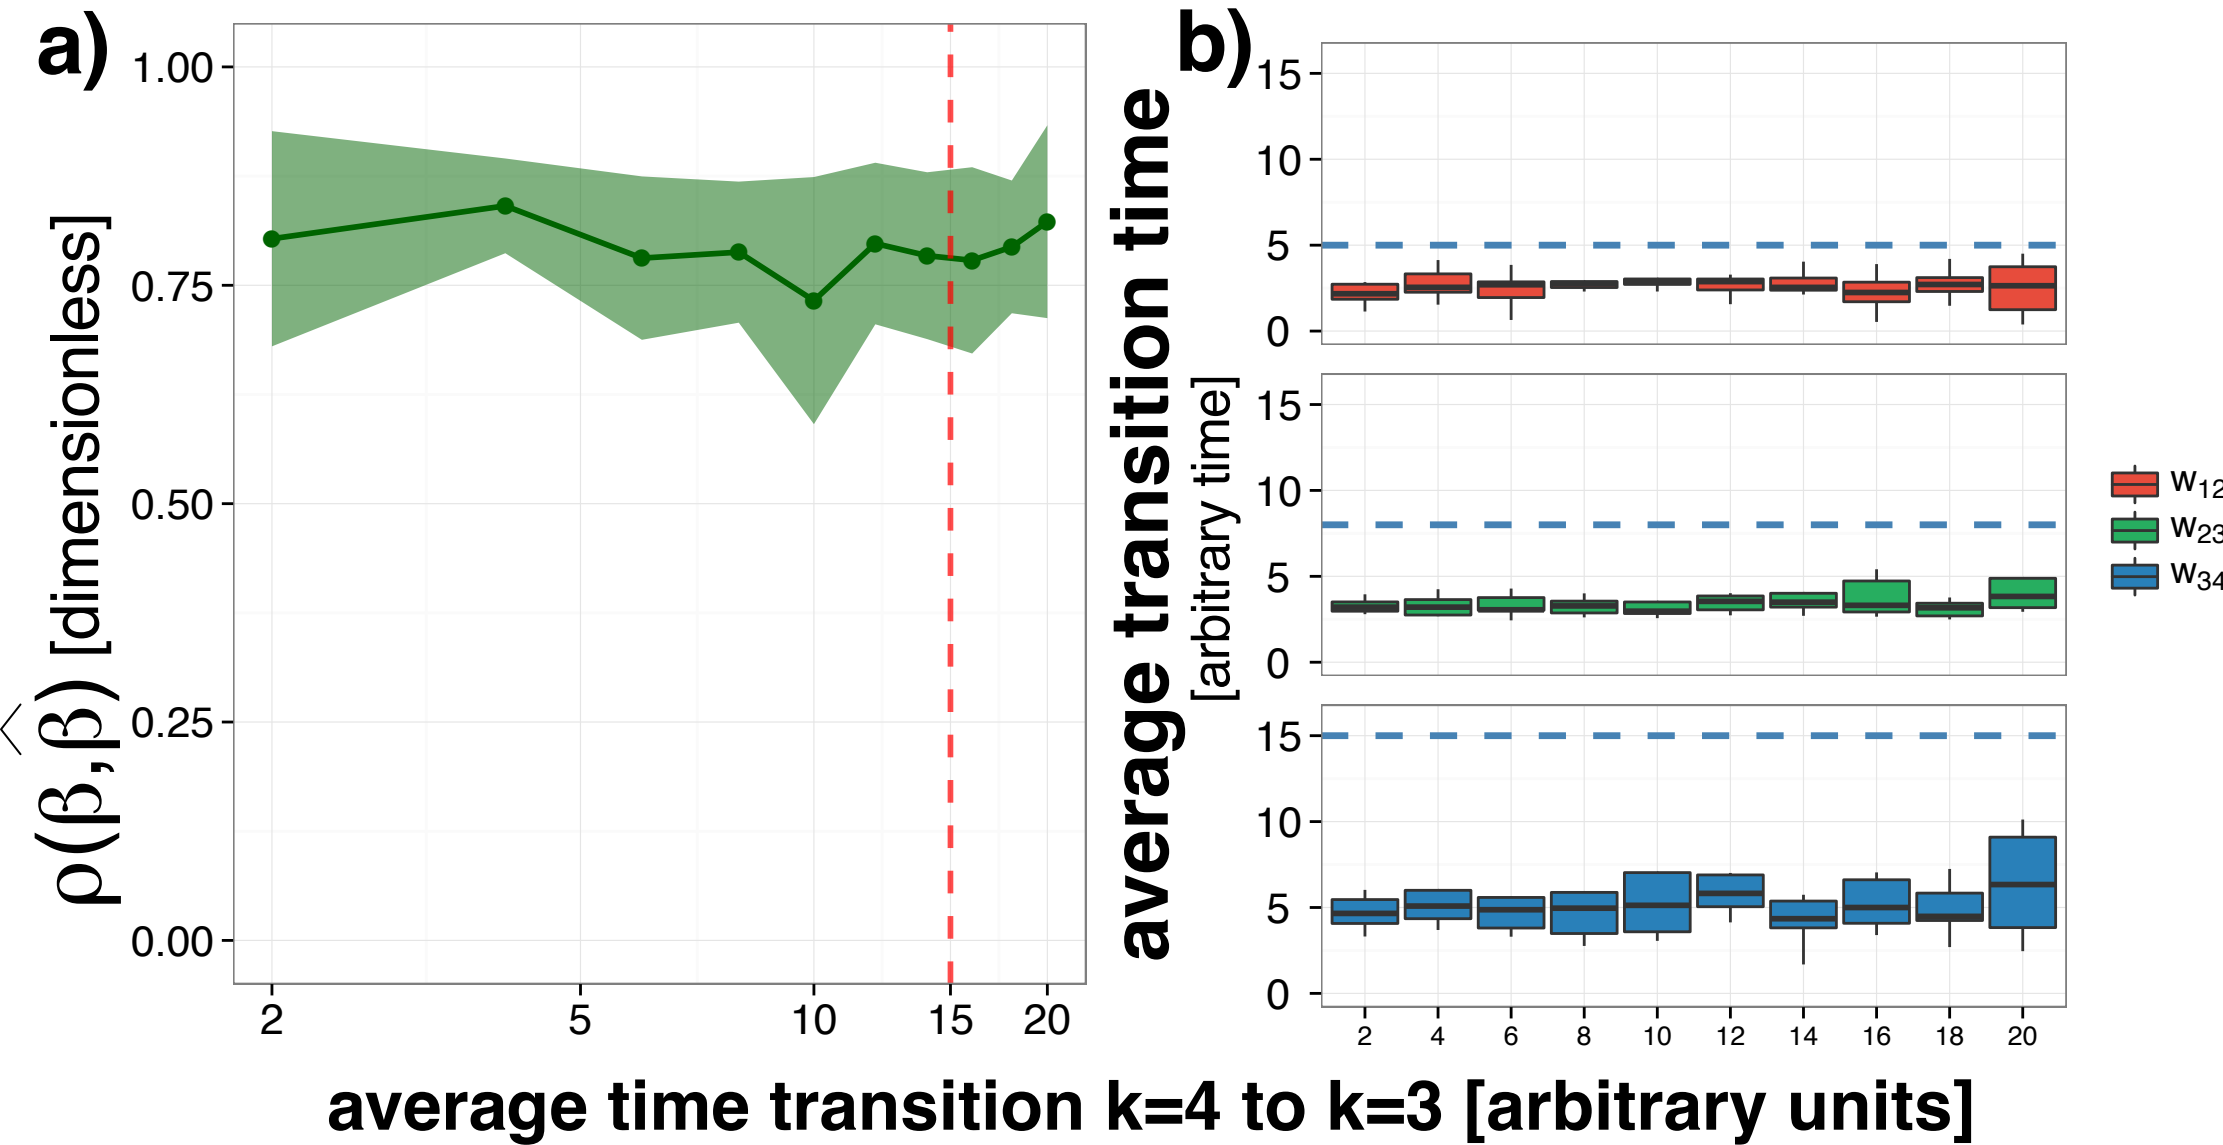 a)
ρ(β,β̂) [dimensionless]
1.00
0.75
0.50
0.25
0.00
2 5 10 15 20
b)
average transition time
[arbitrary time]
15
10
5
0
15
10
5
0
15
10
5
0
2 4 6 8 10 12 14 16 18 20
w12
w23
w34
average time transition k=4 to k=3 [arbitrary units]